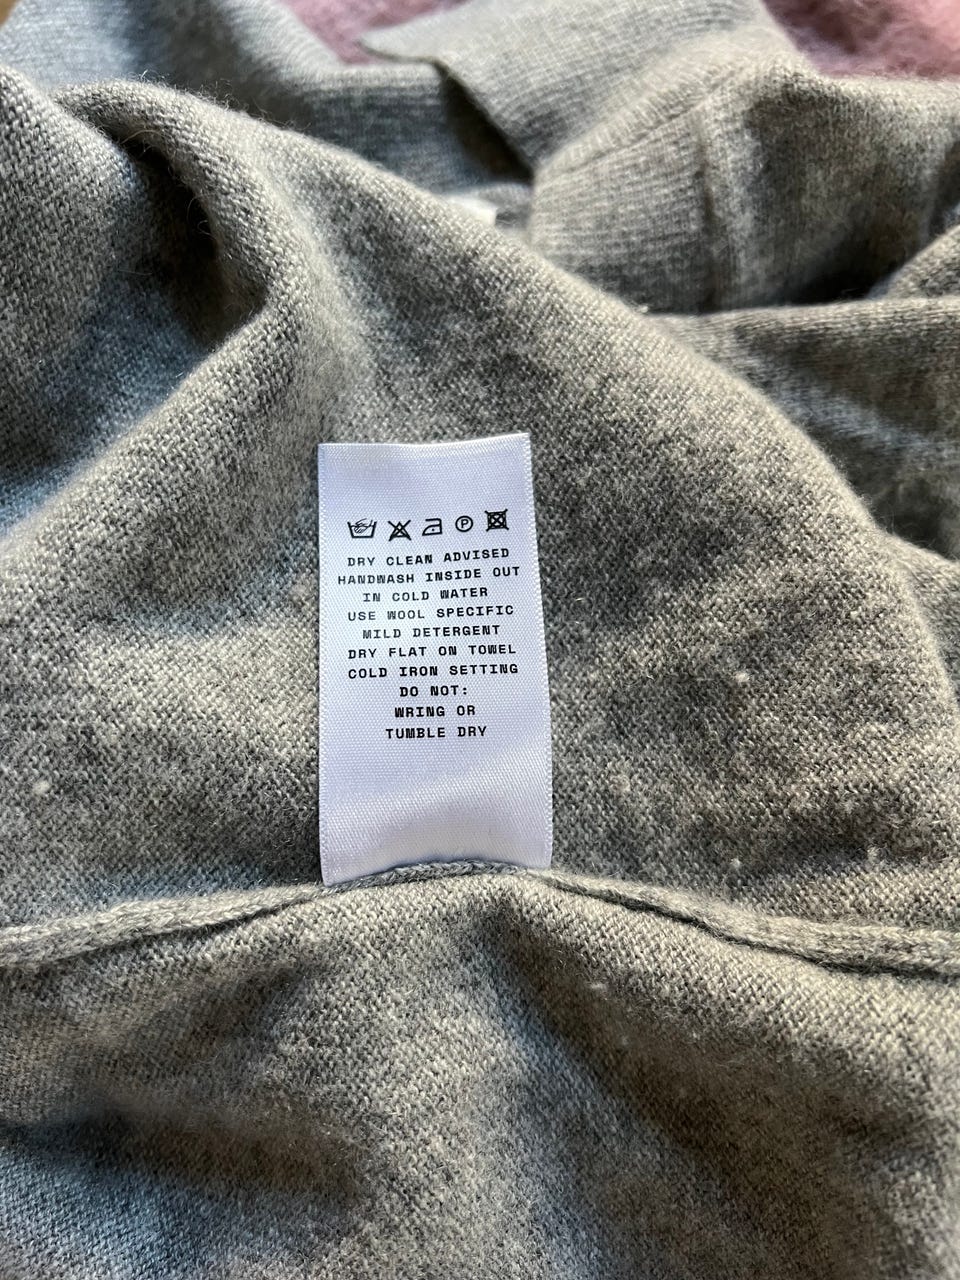 P
DRY CLEAN ADVISED
HANDWASH INSIDE OUT
IN COLD WATER
USE WOOL SPECIFIC
MILD DETERGENT
DRY FLAT ON TOWEL
COLD IRON SETTING
DO NOT:
WRING OR
TUMBLE DRY